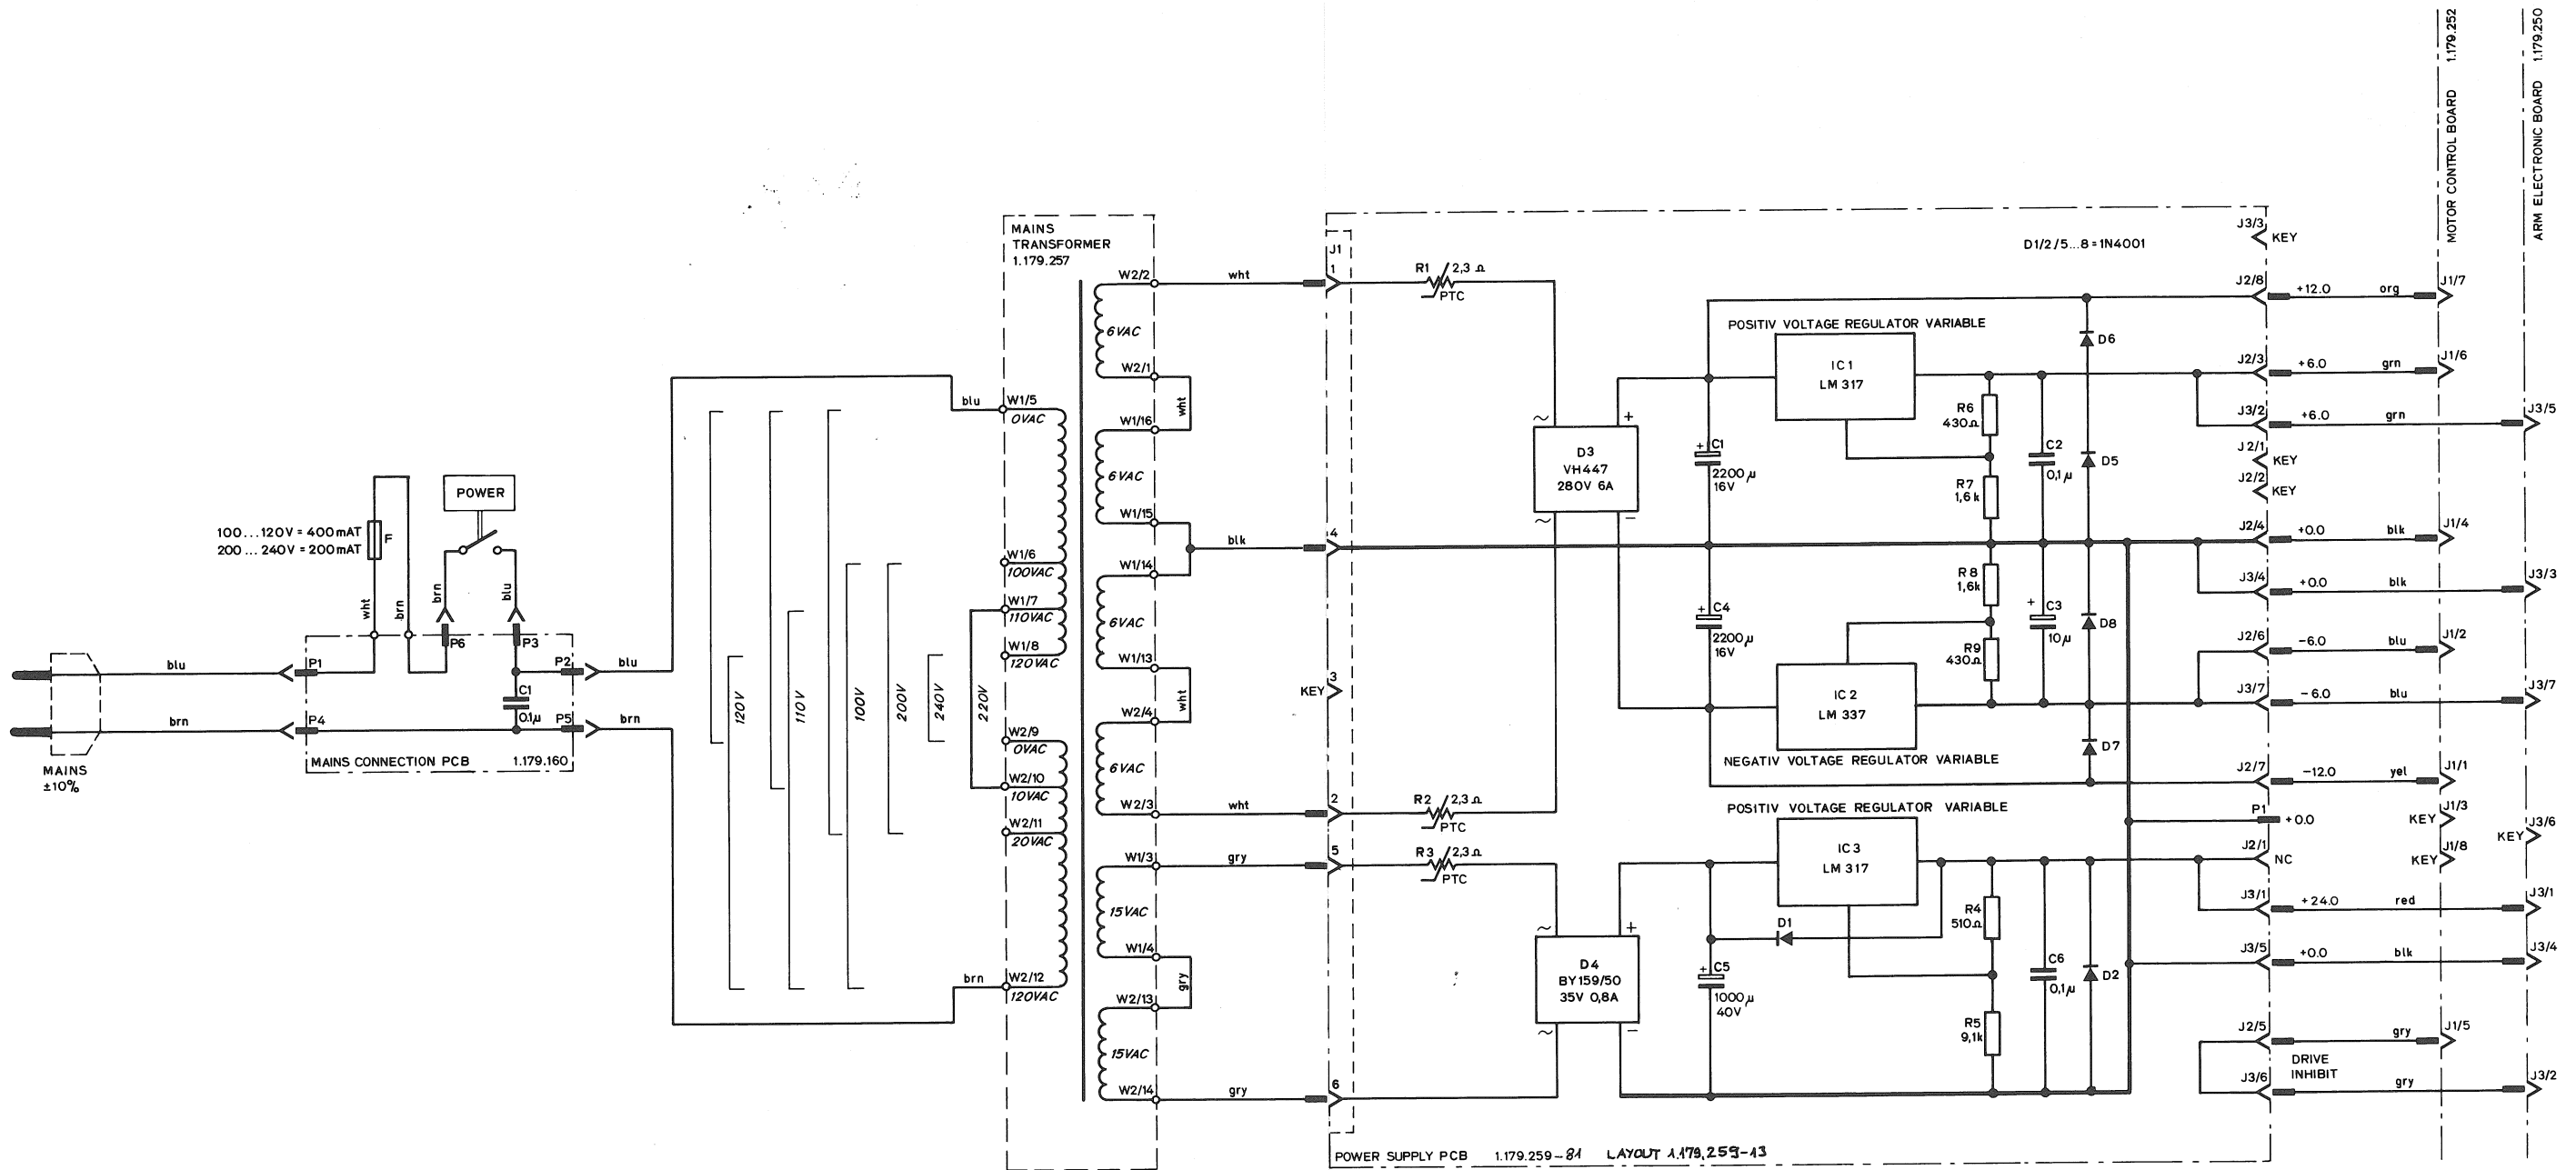 MOTOR CONTROL BOARD 1.179.252
ARM ELECTRONIC BOARD 1.179.250
100...120V = 400mAT
200...240V = 200mAT
F
POWER
wht
brn
brn
blu
P6
P3
blu
P1
P2
blu
C1
0.1µ
brn
P4
P5
brn
MAINS
±10%
MAINS CONNECTION PCB 1.179.160
120V
110V
100V
200V
240V
220V
MAINS
TRANSFORMER
1.179.257
blu
W1/5
0VAC
W1/6
100VAC
W1/7
110VAC
W1/8
120VAC
W2/9
0VAC
W2/10
10VAC
W2/11
20VAC
brn
W2/12
120VAC
W2/2
6VAC
W2/1
wht
W1/16
6VAC
W1/15
W1/14
6VAC
W1/13
wht
W2/4
6VAC
W2/3
W1/3
15VAC
W1/4
gry
W2/13
15VAC
W2/14
wht
blk
wht
gry
gry
J1
1
4
KEY 3
2
5
6
R1 2,3 Ω
PTC
R2 2,3 Ω
PTC
R3 2,3 Ω
PTC
~ +
D3
VH447
280V 6A
~ −
~ +
D4
BY159/50
35V 0,8A
~ −
D1/2/5...8 = 1N4001
POSITIV VOLTAGE REGULATOR VARIABLE
IC 1
LM 317
+ C1
2200 µ
16V
R6
430Ω
R7
1,6 k
C2
0,1 µ
D6
D5
+ C4
2200 µ
16V
R8
1,6k
R9
430Ω
+ C3
10 µ
D8
D7
IC 2
LM 337
NEGATIV VOLTAGE REGULATOR VARIABLE
POSITIV VOLTAGE REGULATOR VARIABLE
IC 3
LM 317
D1
+ C5
1000 µ
40V
R4
510Ω
R5
9,1k
C6
0,1 µ
D2
J3/3
KEY
J2/8 +12.0 org J1/7
J2/3 +6.0 grn J1/6
J3/2 +6.0 grn J3/5
J2/1
KEY
J2/2
KEY
J2/4 +0.0 blk J1/4
J3/4 +0.0 blk J3/3
J2/6 −6.0 blu J1/2
J3/7 −6.0 blu J3/7
J2/7 −12.0 yel J1/1
P1 +0.0
KEY J1/3
KEY J3/6
J2/1 NC
KEY J1/8
J3/1 +24.0 red J3/1
J3/5 +0.0 blk J3/4
J2/5 gry J1/5
DRIVE
INHIBIT
J3/6 gry J3/2
POWER SUPPLY PCB 1.179.259-81 LAYOUT 1.179.259-13